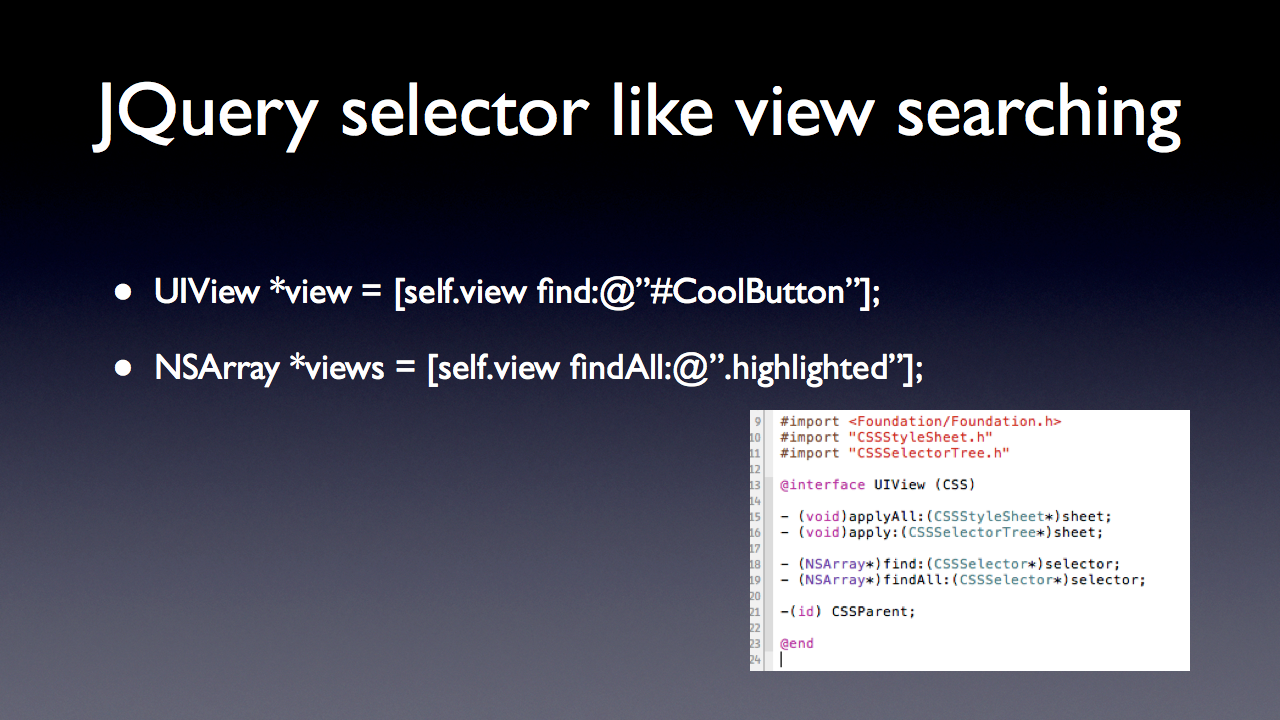 JQuery selector like view searching
• UIView *view = [self.view find:@”#CoolButton”];
• NSArray *views = [self.view findAll:@”.highlighted”];
9 #import <Foundation/Foundation.h>
10 #import "CSSStyleSheet.h"
11 #import "CSSSelectorTree.h"
12
13 @interface UIView (CSS)
14
15 - (void)applyAll:(CSSStyleSheet*)sheet;
16 - (void)apply:(CSSSelectorTree*)sheet;
17
18 - (NSArray*)find:(CSSSelector*)selector;
19 - (NSArray*)findAll:(CSSSelector*)selector;
20
21 -(id) CSSParent;
22
23 @end
24